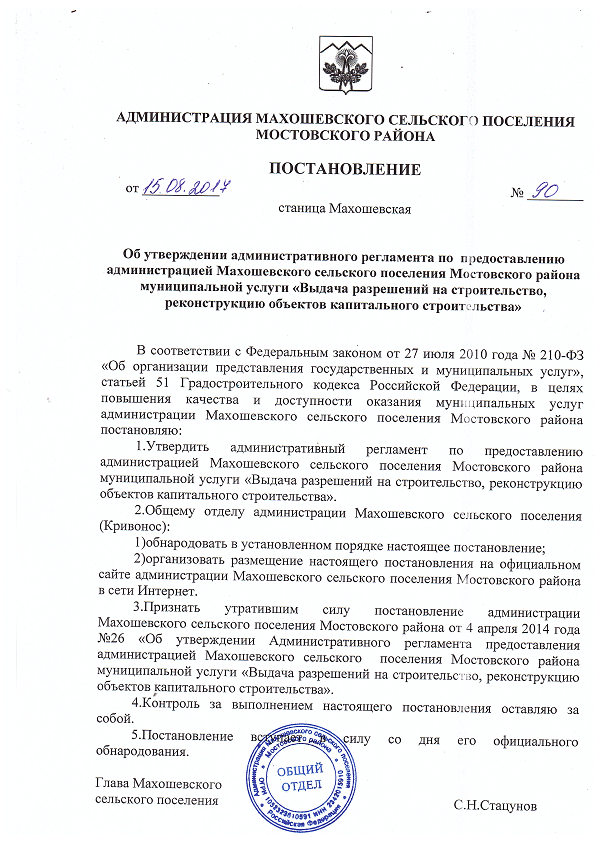 АДМИНИСТРАЦИЯ МАХОШЕВСКОГО СЕЛЬСКОГО ПОСЕЛЕНИЯ
МОСТОВСКОГО РАЙОНА
ПОСТАНОВЛЕНИЕ
от 15.08.2017 № 90
станица Махошевская
Об утверждении административного регламента по предоставлению
администрацией Махошевского сельского поселения Мостовского района
муниципальной услуги «Выдача разрешений на строительство,
реконструкцию объектов капитального строительства»
В соответствии с Федеральным законом от 27 июля 2010 года № 210-ФЗ
«Об организации представления государственных и муниципальных услуг»,
статьей 51 Градостроительного кодекса Российской Федерации, в целях
повышения качества и доступности оказания муниципальных услуг
администрации Махошевского сельского поселения Мостовского района
постановляю:
1.Утвердить административный регламент по предоставлению
администрацией Махошевского сельского поселения Мостовского района
муниципальной услуги «Выдача разрешений на строительство, реконструкцию
объектов капитального строительства».
2.Общему отделу администрации Махошевского сельского поселения
(Кривонос):
1)обнародовать в установленном порядке настоящее постановление;
2)организовать размещение настоящего постановления на официальном
сайте администрации Махошевского сельского поселения Мостовского района
в сети Интернет.
3.Признать утратившим силу постановление администрации
Махошевского сельского поселения Мостовского района от 4 апреля 2014 года
№26 «Об утверждении Административного регламента предоставления
администрацией Махошевского сельского поселения Мостовского района
муниципальной услуги «Выдача разрешений на строительство, реконструкцию
объектов капитального строительства».
4.Контроль за выполнением настоящего постановления оставляю за
собой.
5.Постановление вступает в силу со дня его официального
обнародования.
Администрация Махошевского сельского поселения
Мостовского района
ОБЩИЙ
ОТДЕЛ
Российская Федерация
Глава Махошевского
сельского поселения С.Н.Стацунов